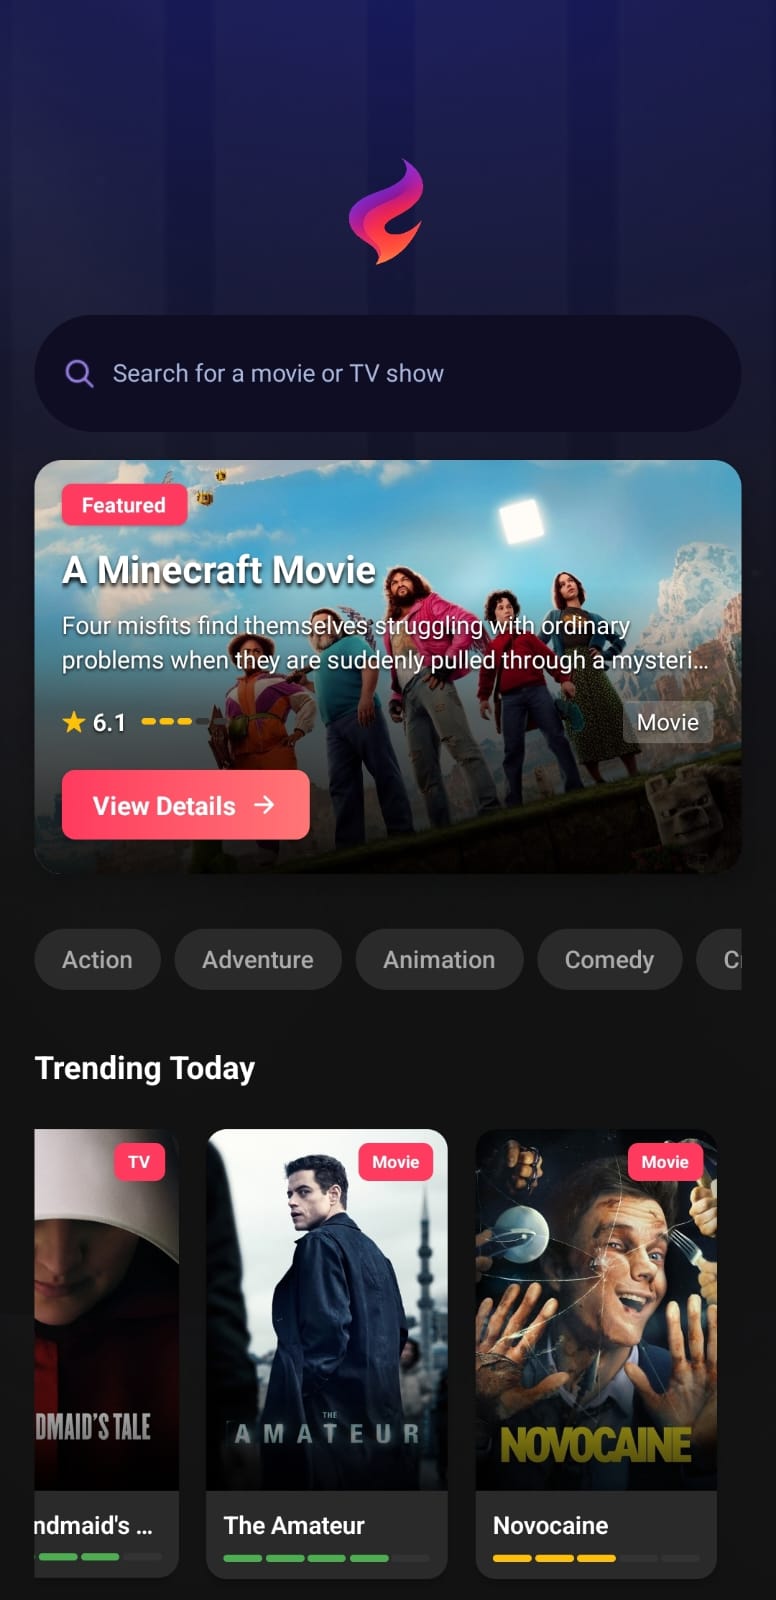 Search for a movie or TV show
Featured
A Minecraft Movie
Four misfits find themselves struggling with ordinary
problems when they are suddenly pulled through a mysteri...
6.1
Movie
View Details
Action
Adventure
Animation
Comedy
Trending Today
TV
DMAID'S TALE
ndmaid's ...
Movie
THE
AMATEUR
The Amateur
Movie
NOVOCAINE
Novocaine